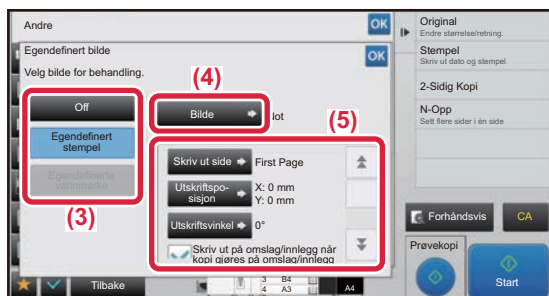 Andre
OK
Egendefinert bilde
OK
Velg bilde for behandling.
(4)
Off
Bilde
lot
(5)
Egendefinert
stempel
Egendefinerte
vannmerke
(3)
Skriv ut side
First Page
Utskriftspo-
sisjon
X: 0 mm
Y: 0 mm
Utskriftsvinkel
0°
Skriv ut på omslag/innlegg når
kopi gjøres på omslag/innlegg
Tilbake
3 B4
4 A3
A4
Original
Endre størrelse/retning.
Stempel
Skriv ut dato og stempel
2-Sidig Kopi
N-Opp
Sett flere sider i én side
Forhåndsvis
CA
Prøvekopi
Start